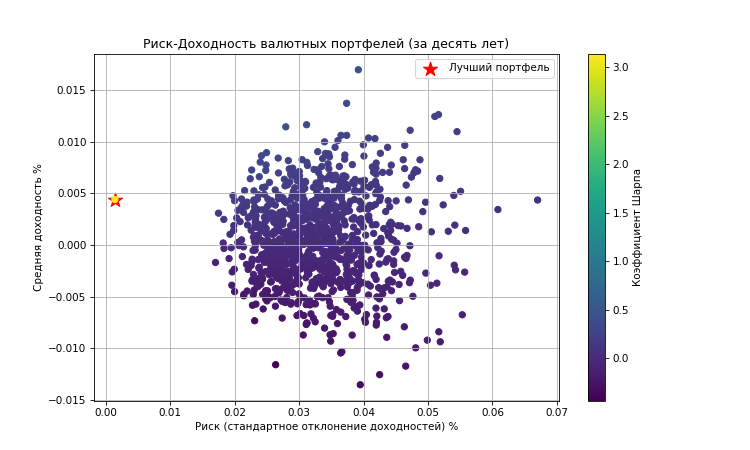 Риск-Доходность валютных портфелей (за десять лет)
Лучший портфель
Средняя доходность %
0.015
0.010
0.005
0.000
−0.005
−0.010
−0.015
0.00 0.01 0.02 0.03 0.04 0.05 0.06 0.07
Риск (стандартное отклонение доходностей) %
3.0
2.5
2.0
1.5
1.0
0.5
0.0
Коэффициент Шарпа